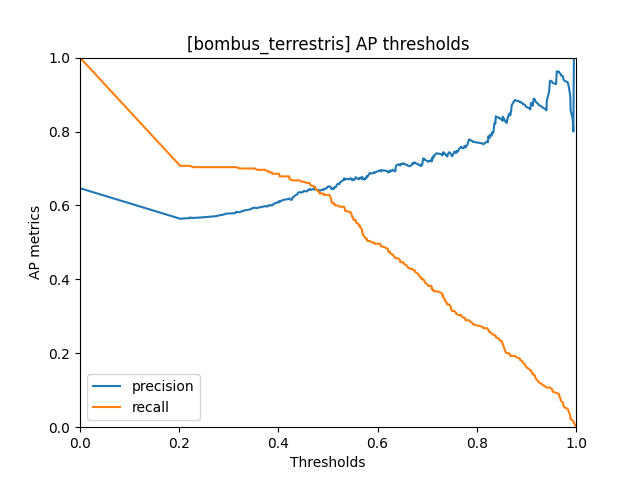 [bombus_terrestris] AP thresholds
1.0
0.8
0.6
0.4
0.2
0.0
AP metrics
precision
recall
0.0 0.2 0.4 0.6 0.8 1.0
Thresholds